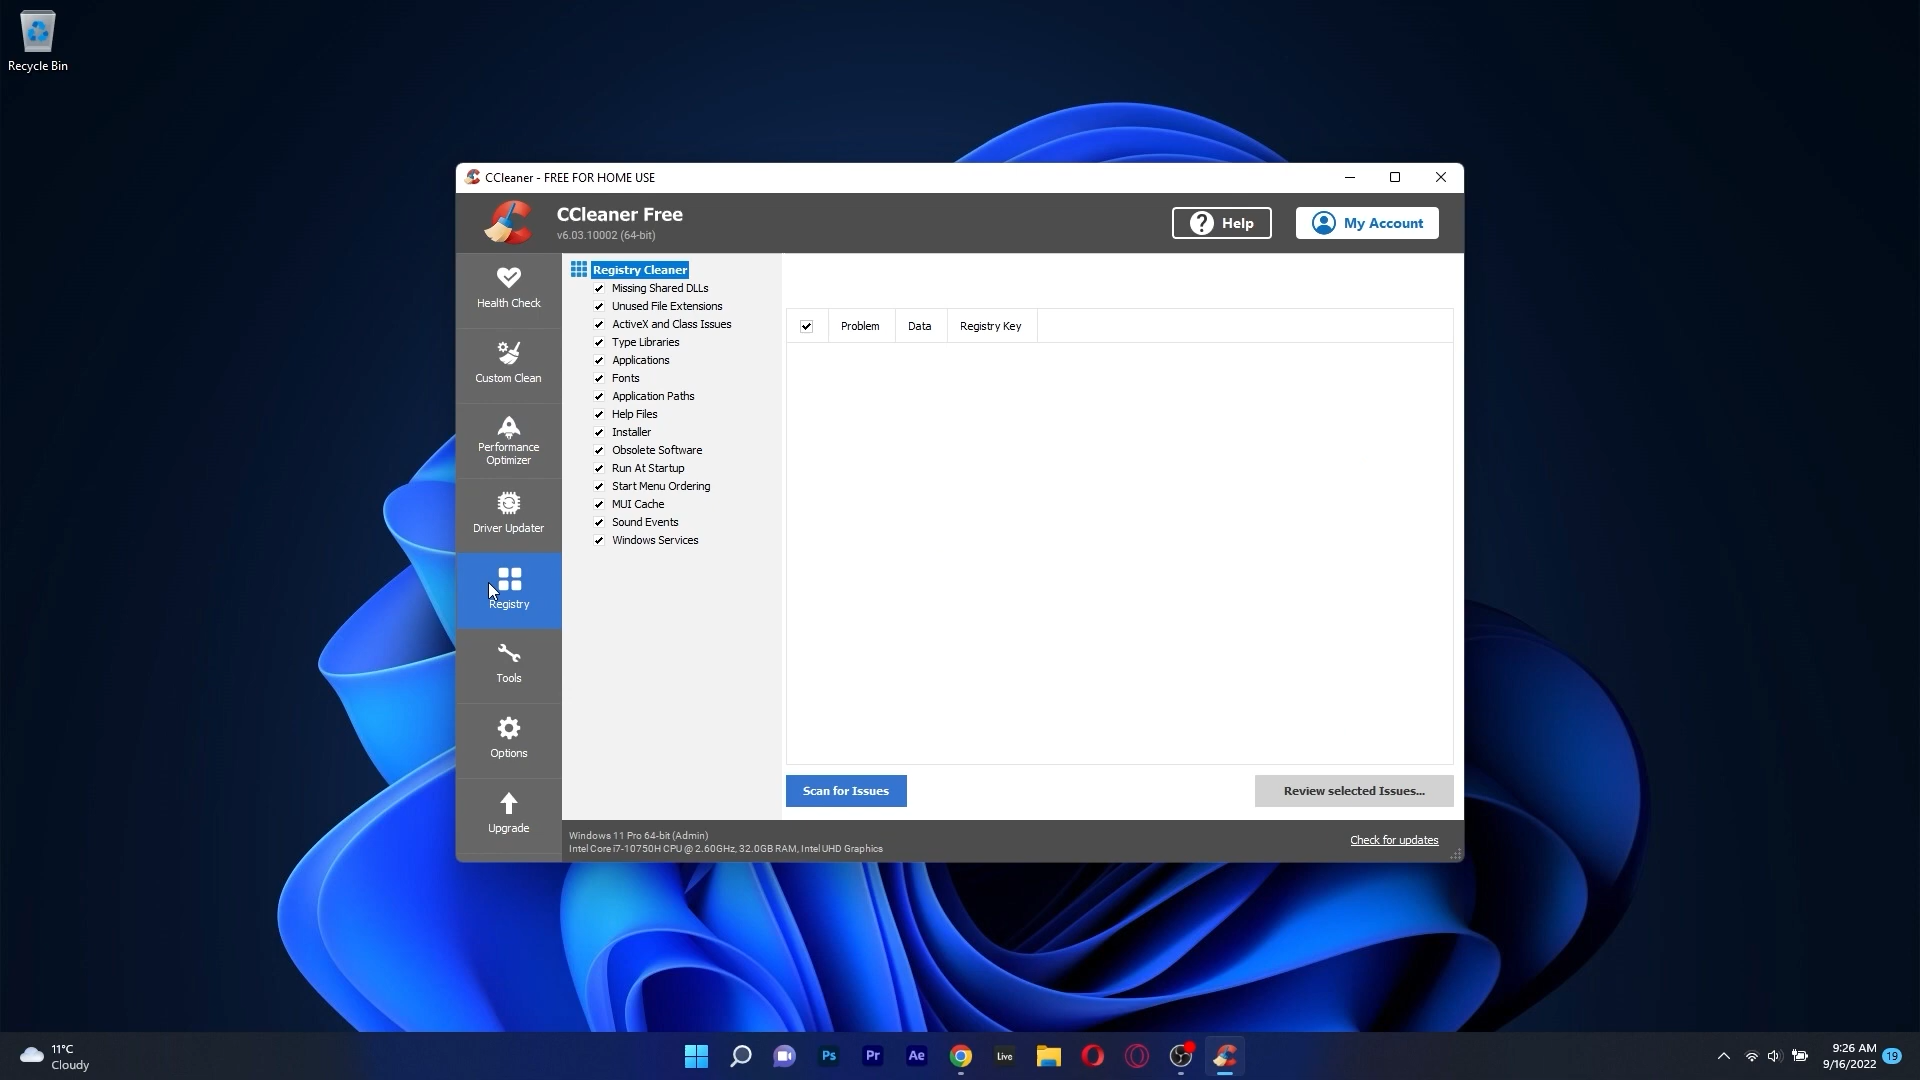 Recycle Bin
CCleaner - FREE FOR HOME USE
CCleaner Free
v6.03.10002 (64-bit)
? Help
My Account
Health Check
Custom Clean
Performance
Optimizer
Driver Updater
Registry
Tools
Options
Upgrade
Registry Cleaner
Missing Shared DLLs
Unused File Extensions
ActiveX and Class Issues
Type Libraries
Applications
Fonts
Application Paths
Help Files
Installer
Obsolete Software
Run At Startup
Start Menu Ordering
MUI Cache
Sound Events
Windows Services
Problem Data Registry Key
Scan for Issues
Review selected Issues...
Windows 11 Pro 64-bit (Admin)
Intel Core i7-10750H CPU @ 2.60GHz, 32.0GB RAM, Intel UHD Graphics
Check for updates
11°C
Cloudy
Ps
Pr
Ae
Live
9:26 AM
9/16/2022
19